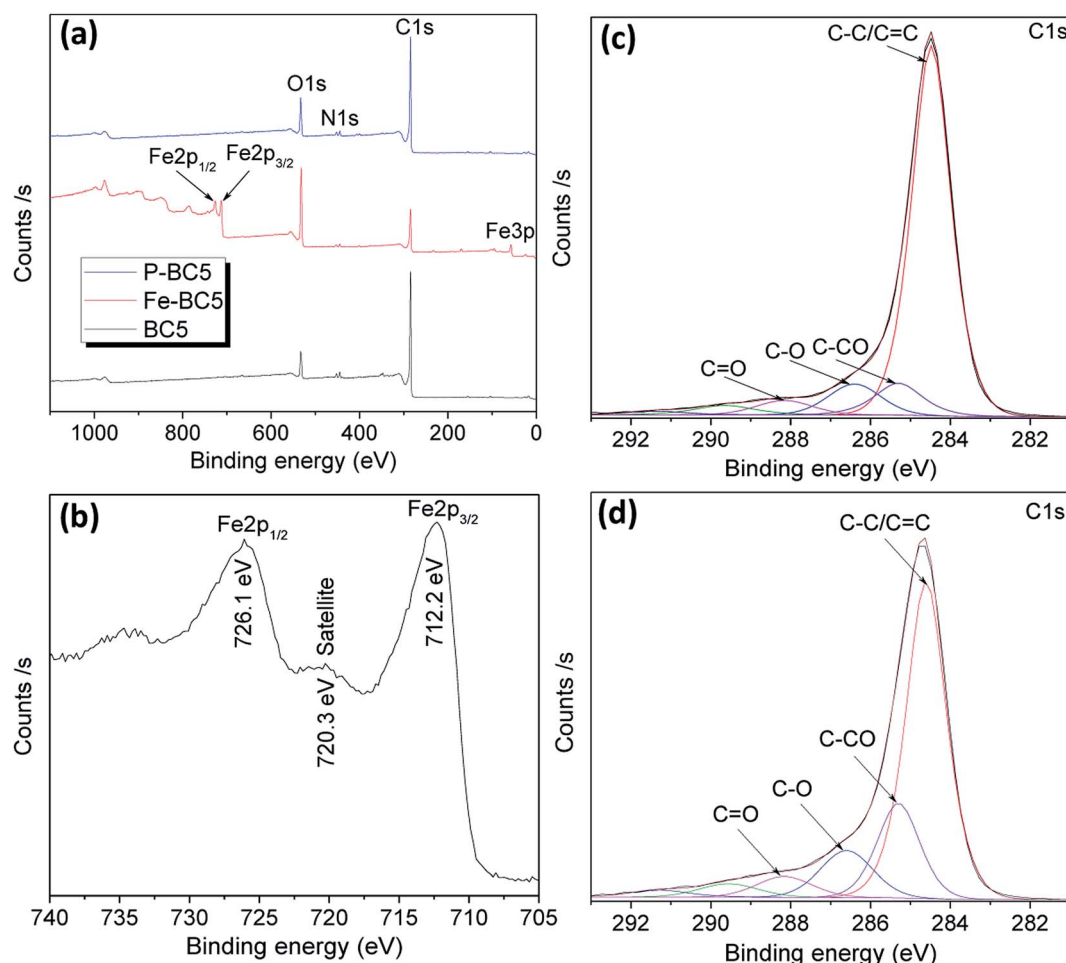 (a)
C1s
O1s
N1s
Fe2p1/2
Fe2p3/2
Fe3p
P-BC5
Fe-BC5
BC5
Counts /s
1000 800 600 400 200 0
Binding energy (eV)
(b)
Fe2p1/2
Fe2p3/2
726.1 eV
720.3 eV Satellite
712.2 eV
Counts /s
740 735 730 725 720 715 710 705
Binding energy (eV)
(c)
C1s
C-C/C=C
C-CO
C-O
C=O
Counts /s
292 290 288 286 284 282
Binding energy (eV)
(d)
C1s
C-C/C=C
C-CO
C-O
C=O
Counts /s
292 290 288 286 284 282
Binding energy (eV)